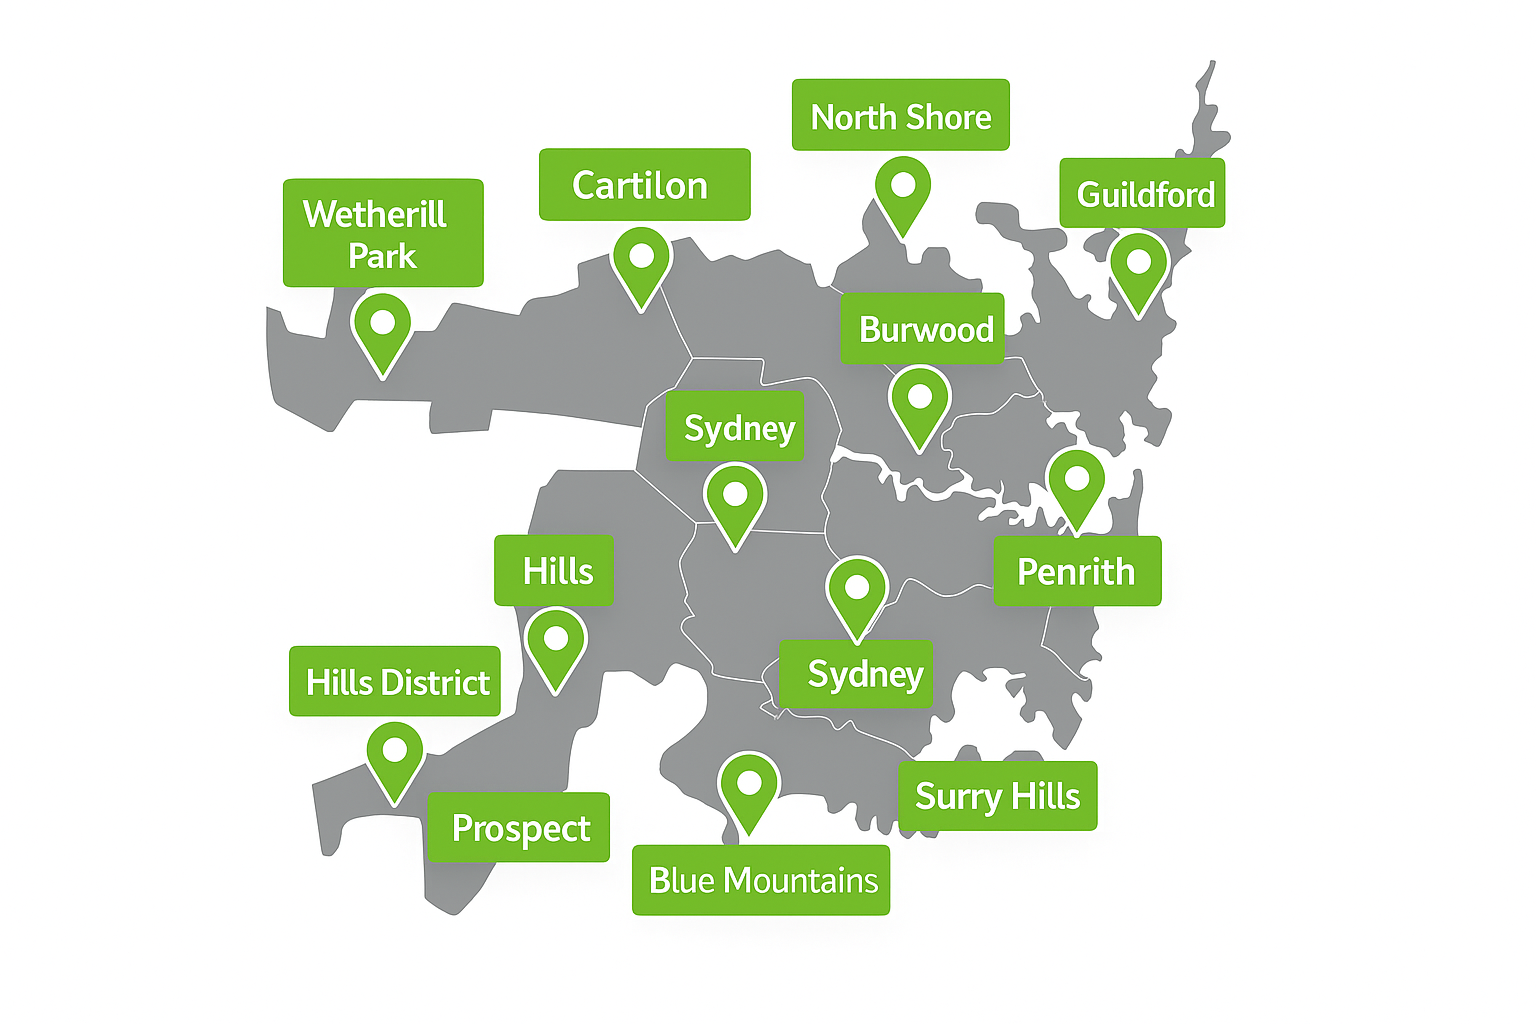 North Shore
Cartilon
Guildford
Wetherill
Park
Burwood
Sydney
Hills
Penrith
Hills District
Sydney
Surry Hills
Prospect
Blue Mountains